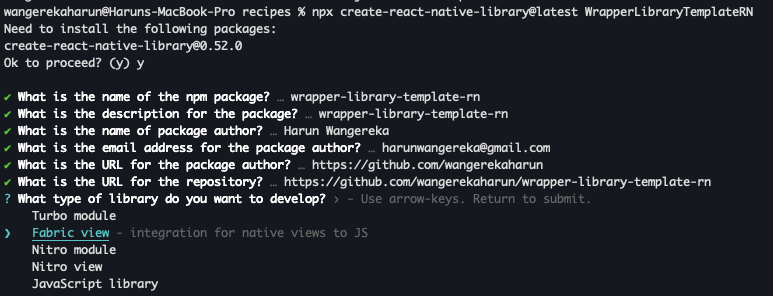 wangerekaharun@Haruns-MacBook-Pro recipes % npx create-react-native-library@latest WrapperLibraryTemplateRN
Need to install the following packages:
create-react-native-library@0.52.0
Ok to proceed? (y) y
✔ What is the name of the npm package? … wrapper-library-template-rn
✔ What is the description for the package? … wrapper-library-template-rn
✔ What is the name of package author? … Harun Wangereka
✔ What is the email address for the package author? … harunwangereka@gmail.com
✔ What is the URL for the package author? … https://github.com/wangerekaharun
✔ What is the URL for the repository? … https://github.com/wangerekaharun/wrapper-library-template-rn
? What type of library do you want to develop? › - Use arrow-keys. Return to submit.
Turbo module
❯ Fabric view - integration for native views to JS
Nitro module
Nitro view
JavaScript library